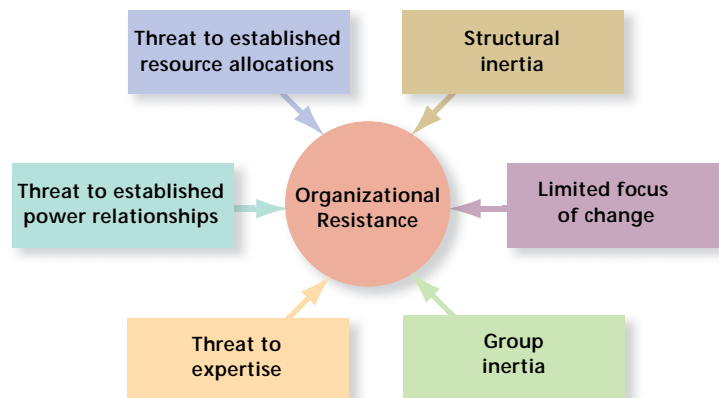 Threat to established
resource allocations
Structural
inertia
Threat to established
power relationships
Organizational
Resistance
Limited focus
of change
Threat to
expertise
Group
inertia